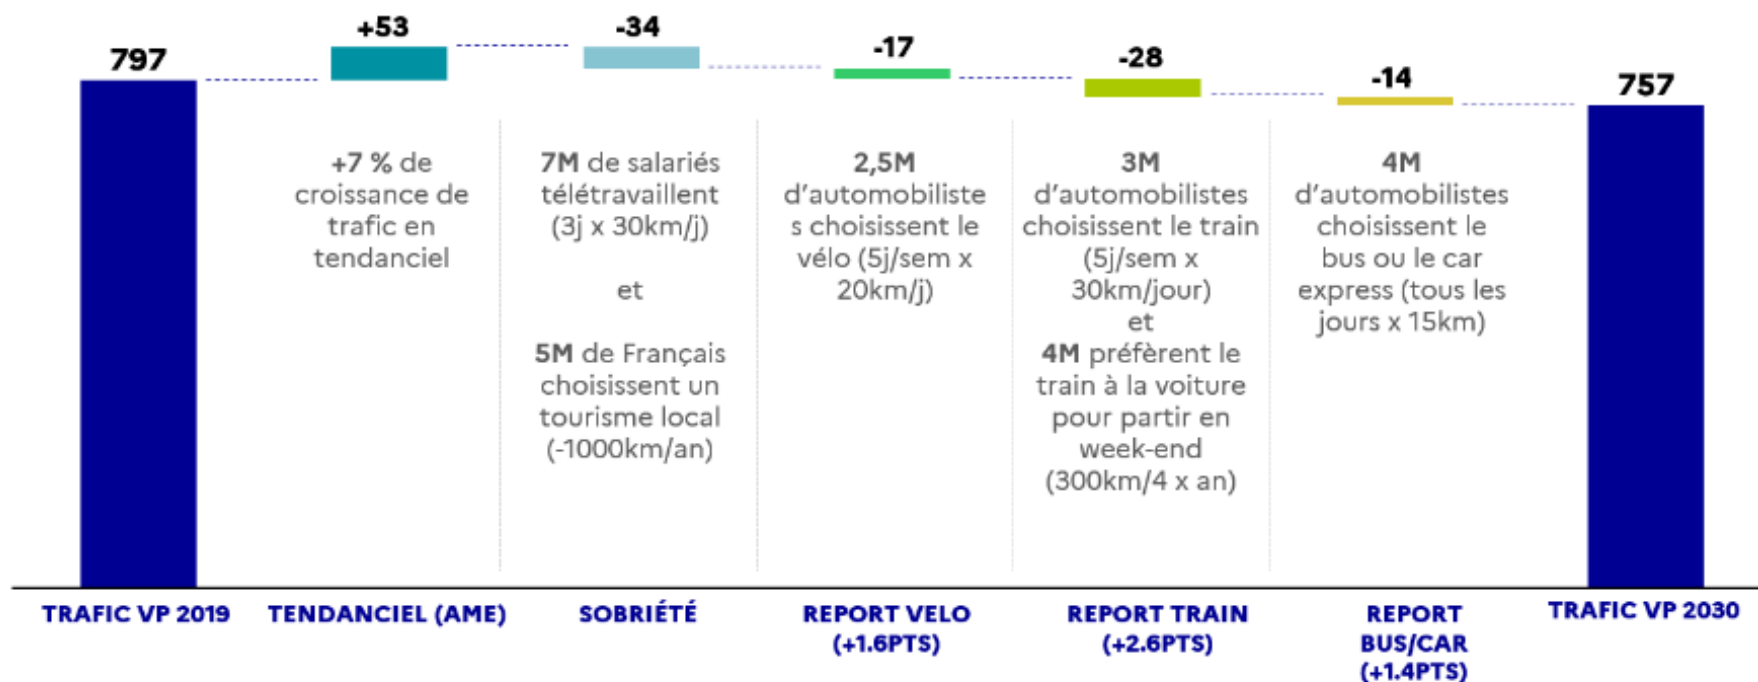 797
+53
-34
-17
-28
-14
757
+7 % de
croissance de
trafic en
tendanciel
7M de salariés
télétravaillent
(3j x 30km/j)
et
5M de Français
choisissent un
tourisme local
(-1000km/an)
2,5M
d'automobiliste
s choisissent le
vélo (5j/sem x
20km/j)
3M
d'automobilistes
choisissent le train
(5j/sem x
30km/jour)
et
4M préfèrent le
train à la voiture
pour partir en
week-end
(300km/4 x an)
4M
d'automobilistes
choisissent le
bus ou le car
express (tous les
jours x 15km)
TRAFIC VP 2019
TENDANCIEL (AME)
SOBRIÉTÉ
REPORT VELO
(+1.6PTS)
REPORT TRAIN
(+2.6PTS)
REPORT
BUS/CAR
(+1.4PTS)
TRAFIC VP 2030